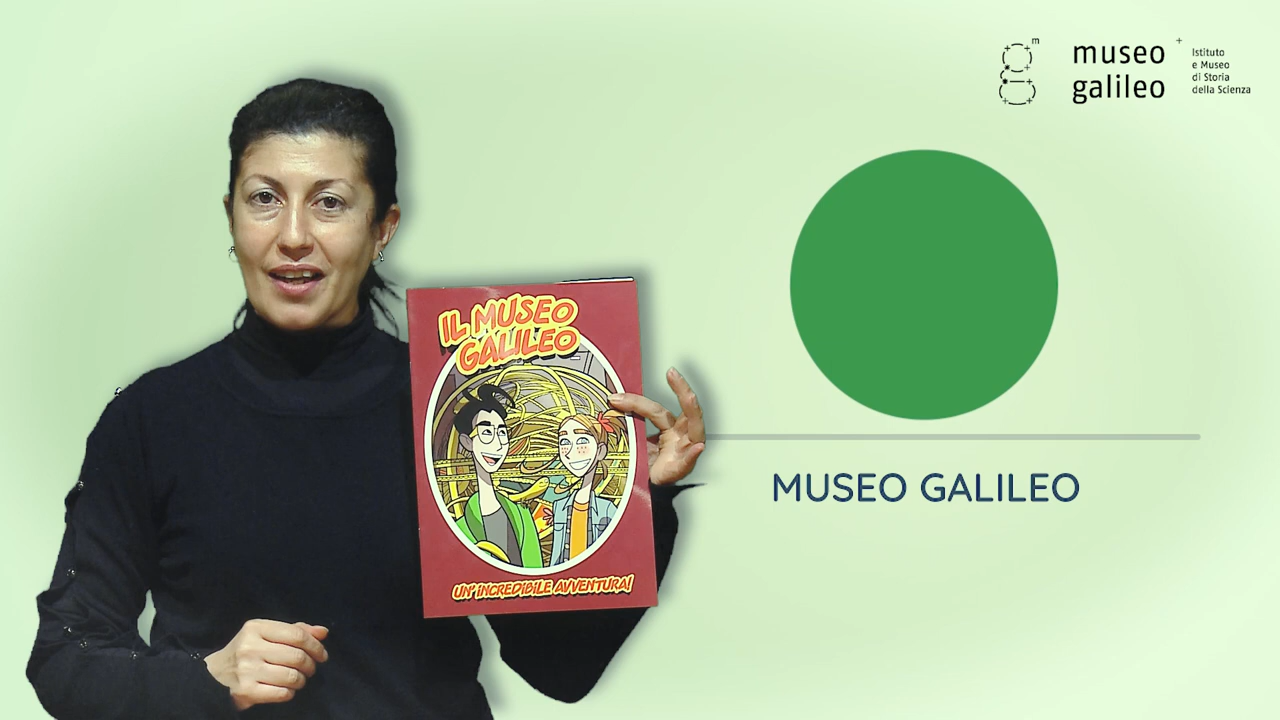 m
museo
galileo
Istituto
e Museo
di Storia
della Scienza
IL MUSEO
GALILEO
UN'INCREDIBILE AVVENTURA!
MUSEO GALILEO